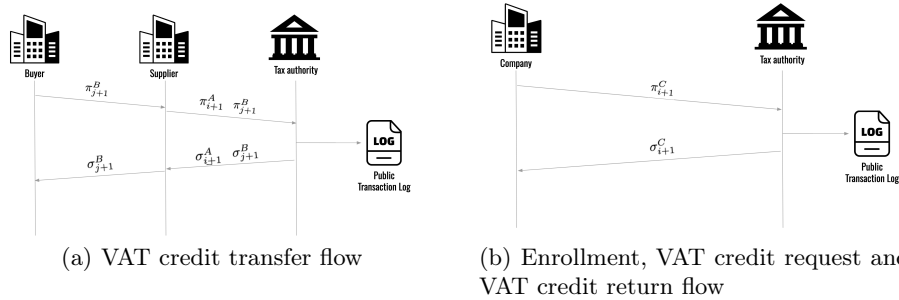 Buyer
Supplier
Tax authority
π^B_{j+1}
π^A_{i+1} π^B_{j+1}
LOG
σ^A_{i+1} σ^B_{j+1}
σ^B_{j+1}
Public
Transaction Log
(a) VAT credit transfer flow
Company
Tax authority
π^C_{i+1}
LOG
σ^C_{i+1}
Public
Transaction Log
(b) Enrollment, VAT credit request and
VAT credit return flow